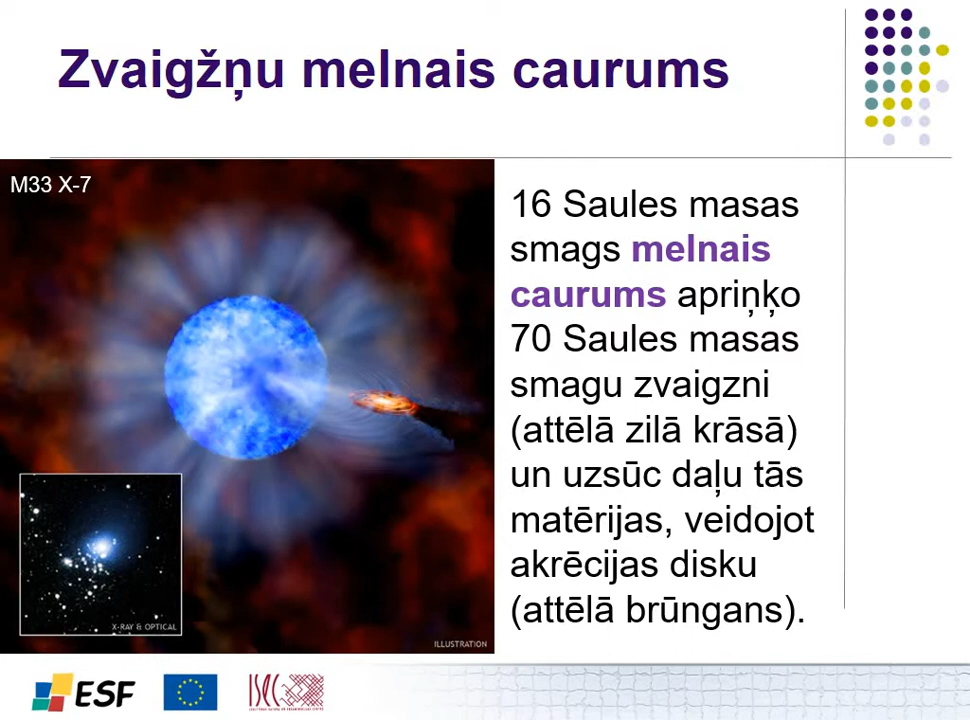 Zvaigžņu melnais caurums
M33 X-7
16 Saules masas
smags melnais
caurums apriņķo
70 Saules masas
smagu zvaigzni
(attēlā zilā krāsā)
un uzsūc daļu tās
matērijas, veidojot
akrēcijas disku
(attēlā brūngans).
X-RAY & OPTICAL
ILLUSTRATION
ESF
ISEC